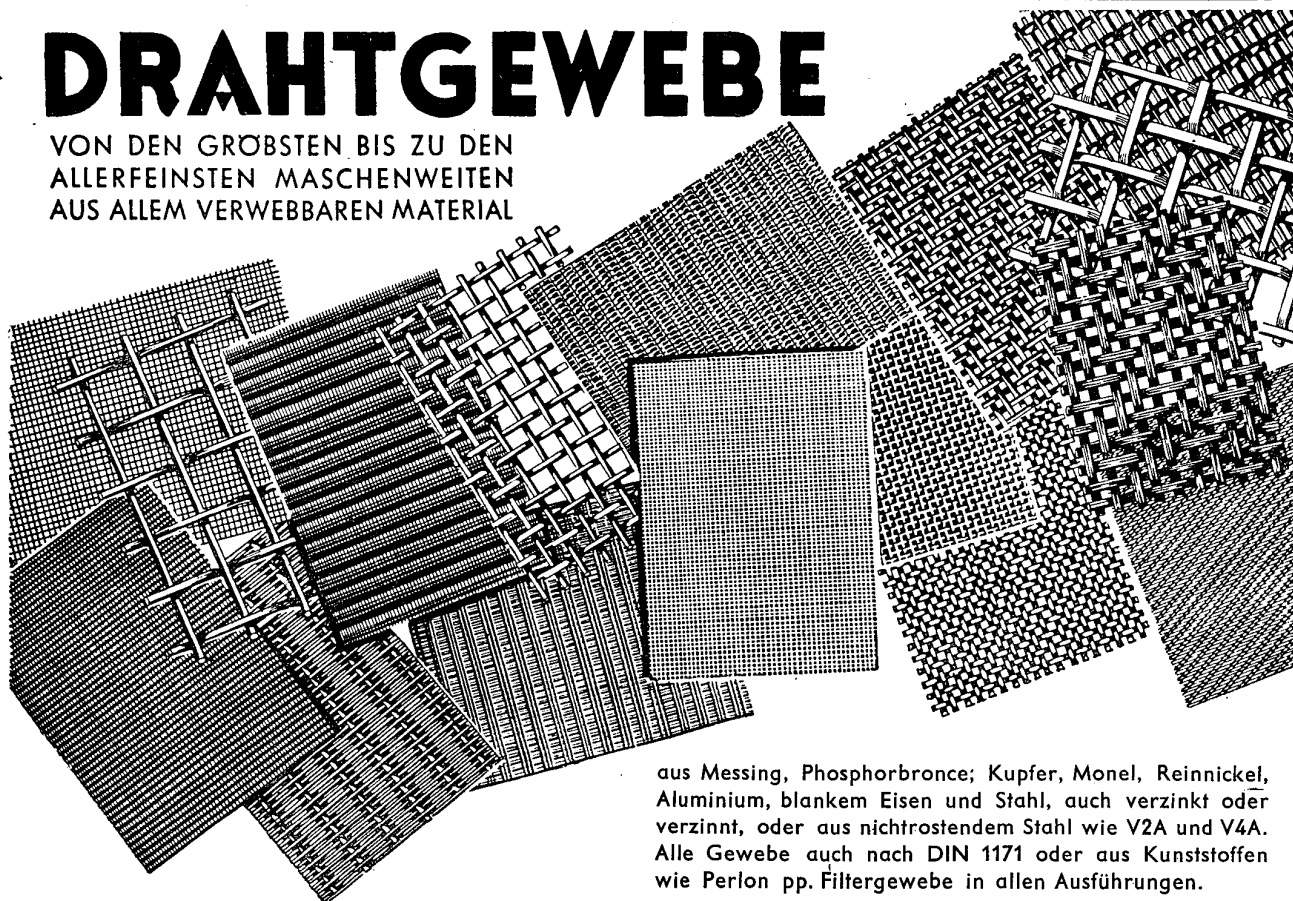 DRAHTGEWEBE
VON DEN GRÖBSTEN BIS ZU DEN
ALLERFEINSTEN MASCHENWEITEN
AUS ALLEM VERWEBBAREN MATERIAL
aus Messing, Phosphorbronce; Kupfer, Monel, Reinnickel,
Aluminium, blankem Eisen und Stahl, auch verzinkt oder
verzinnt, oder aus nichtrostendem Stahl wie V2A und V4A.
Alle Gewebe auch nach DIN 1171 oder aus Kunststoffen
wie Perlon pp. Filtergewebe in allen Ausführungen.